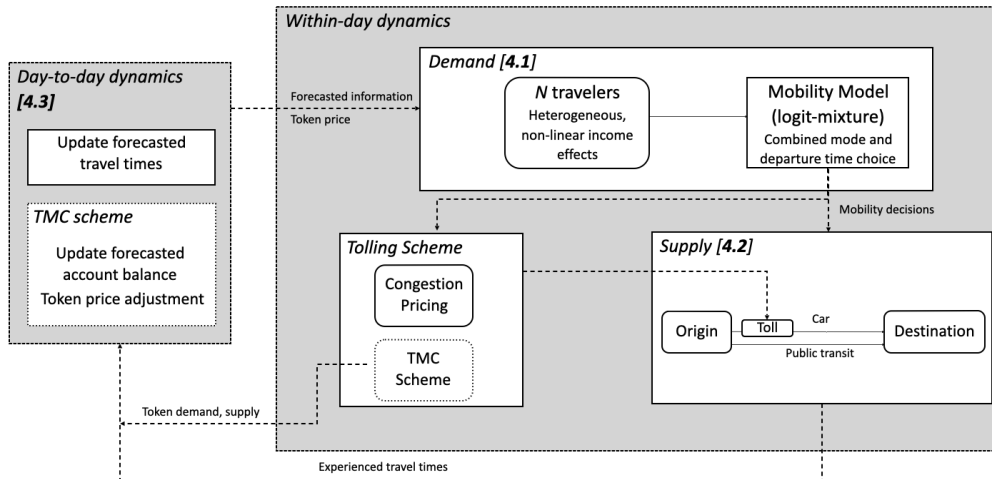 Within-day dynamics
Day-to-day dynamics
[4.3]
Update forecasted
travel times
TMC scheme
Update forecasted
account balance
Token price adjustment
Forecasted information
Token price
Demand [4.1]
N travelers
Heterogeneous,
non-linear income
effects
Mobility Model
(logit-mixture)
Combined mode and
departure time choice
Mobility decisions
Tolling Scheme
Congestion
Pricing
TMC
Scheme
Supply [4.2]
Origin
Toll
Car
Public transit
Destination
Token demand, supply
Experienced travel times